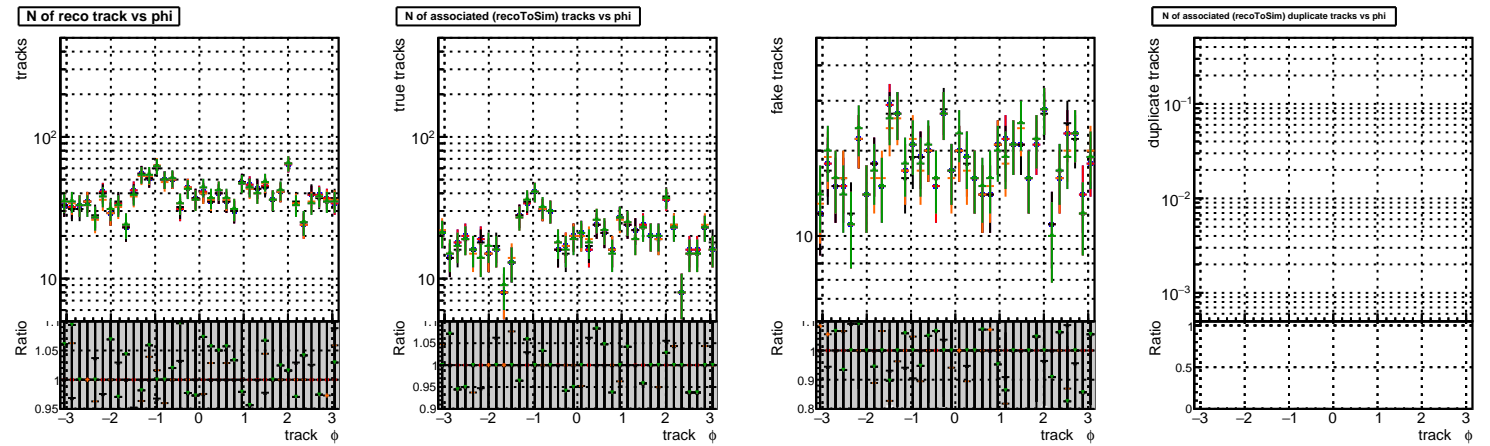 N of reco track vs phi
tracks
10²
10
Ratio
1.1
1.05
1
0.95
−3 −2 −1 0 1 2 3
track φ
N of associated (recoToSim) tracks vs phi
true tracks
10²
10
Ratio
1.1
1.05
1
0.95
0.9
−3 −2 −1 0 1 2 3
track φ
fake tracks
10
Ratio
1
0.9
0.8
−3 −2 −1 0 1 2 3
track φ
N of associated (recoToSim) duplicate tracks vs phi
duplicate tracks
10⁻¹
10⁻²
10⁻³
Ratio
1
0.5
0
−3 −2 −1 0 1 2 3
track φ